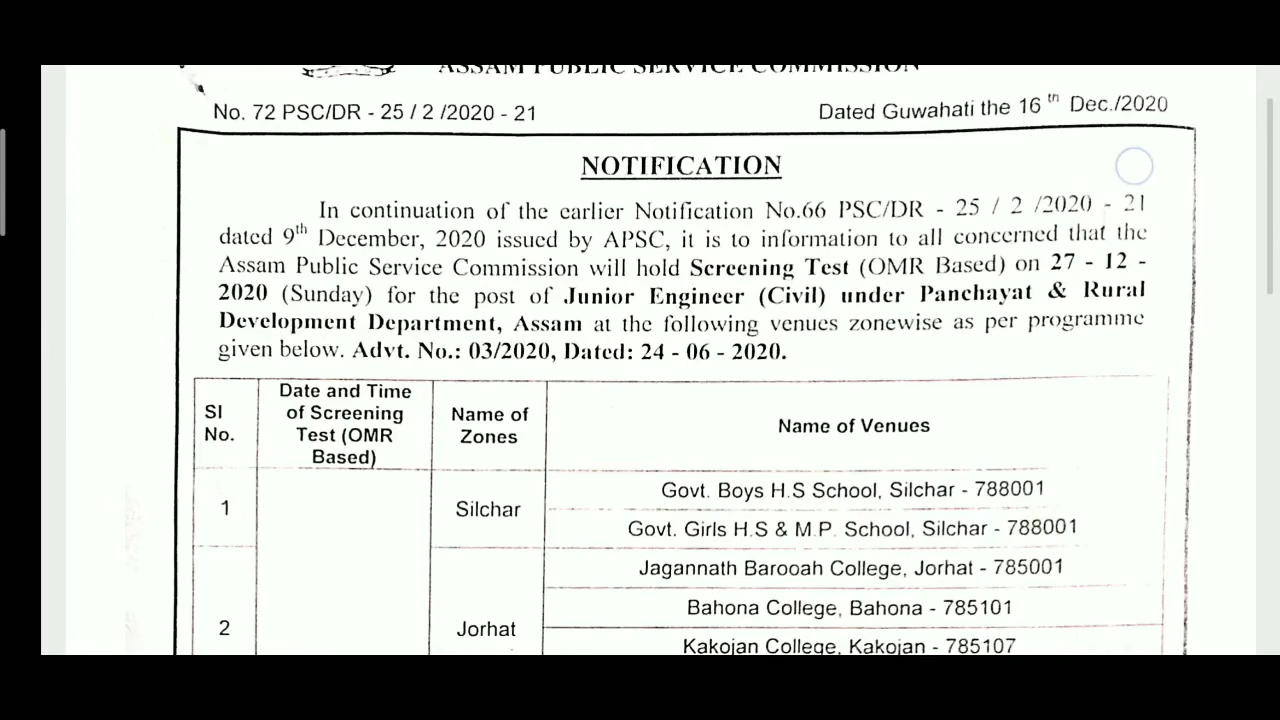 ASSAM PUBLIC SERVICE COMMISSION
No. 72 PSC/DR - 25 / 2 /2020 - 21
Dated Guwahati the 16 th Dec./2020
NOTIFICATION
In continuation of the earlier Notification No.66 PSC/DR - 25 / 2 /2020 - 21
dated 9th December, 2020 issued by APSC, it is to information to all concerned that the
Assam Public Service Commission will hold Screening Test (OMR Based) on 27 - 12 -
2020 (Sunday) for the post of Junior Engineer (Civil) under Panchayat & Rural
Development Department, Assam at the following venues zonewise as per programme
given below. Advt. No.: 03/2020, Dated: 24 - 06 - 2020.
Sl No.
Date and Time of Screening Test (OMR Based)
Name of Zones
Name of Venues
1
Silchar
Govt. Boys H.S School, Silchar - 788001
Govt. Girls H.S & M.P. School, Silchar - 788001
2
Jorhat
Jagannath Barooah College, Jorhat - 785001
Bahona College, Bahona - 785101
Kakojan College, Kakojan - 785107